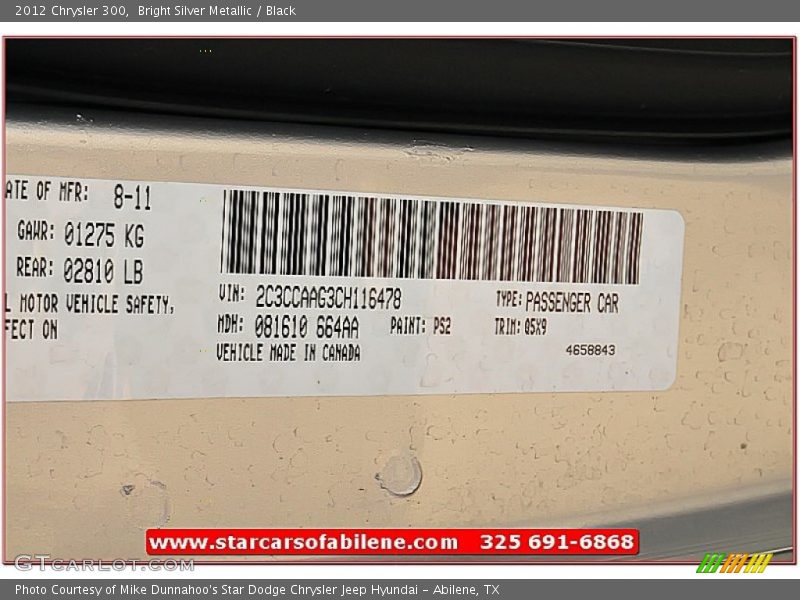 2012 Chrysler 300,  Bright Silver Metallic / Black
ATE OF MFR: 8-11
GAWR: 01275 KG
REAR: 02810 LB
L MOTOR VEHICLE SAFETY,
FECT ON
VIN: 2C3CCAAG3CH116478
TYPE: PASSENGER CAR
MDH: 081610 664AA PAINT: PS2 TRIM: Q5X9
VEHICLE MADE IN CANADA
4658843
www.starcarsofabilene.com 325 691-6868
GTCARLOT.COM
Photo Courtesy of Mike Dunnahoo's Star Dodge Chrysler Jeep Hyundai - Abilene, TX